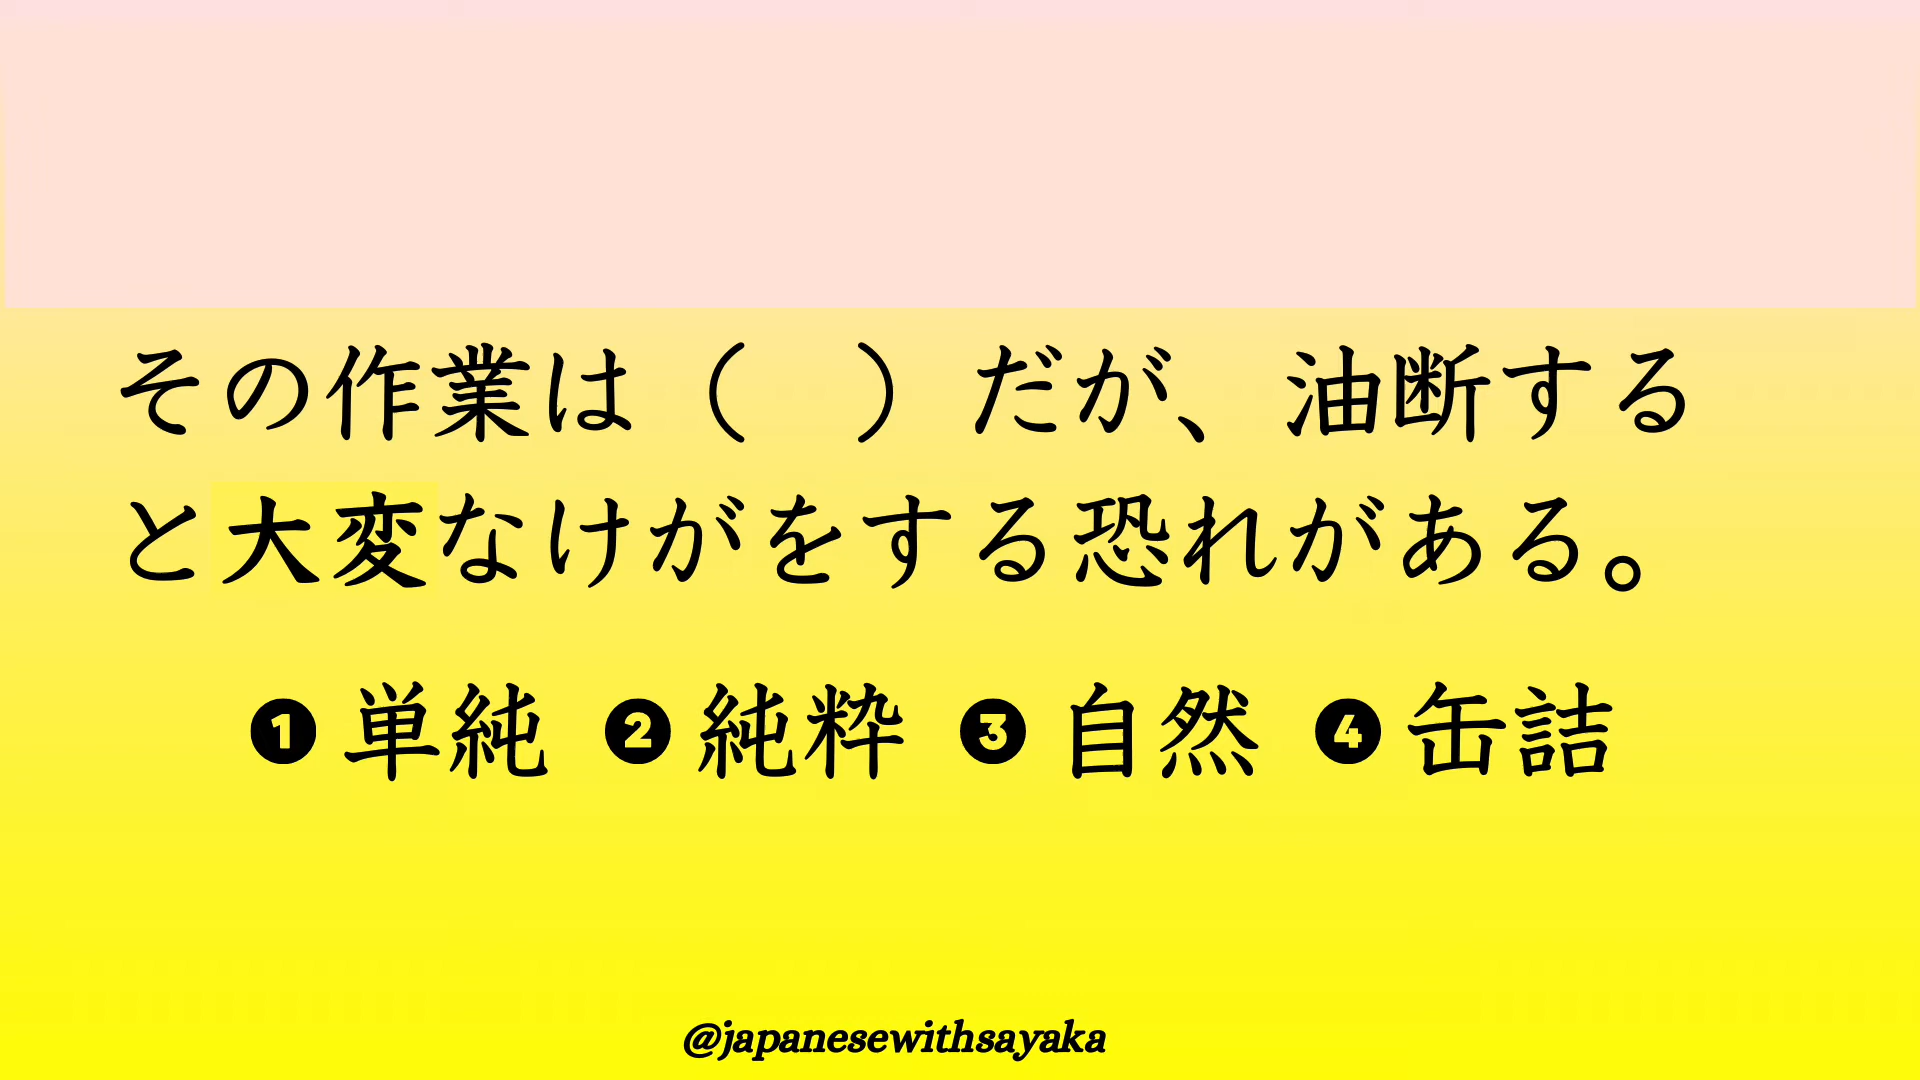 その作業は（　）だが、油断する
と大変なけがをする恐れがある。
❶単純 ❷純粋 ❸自然 ❹缶詰
@japanesewithsayaka